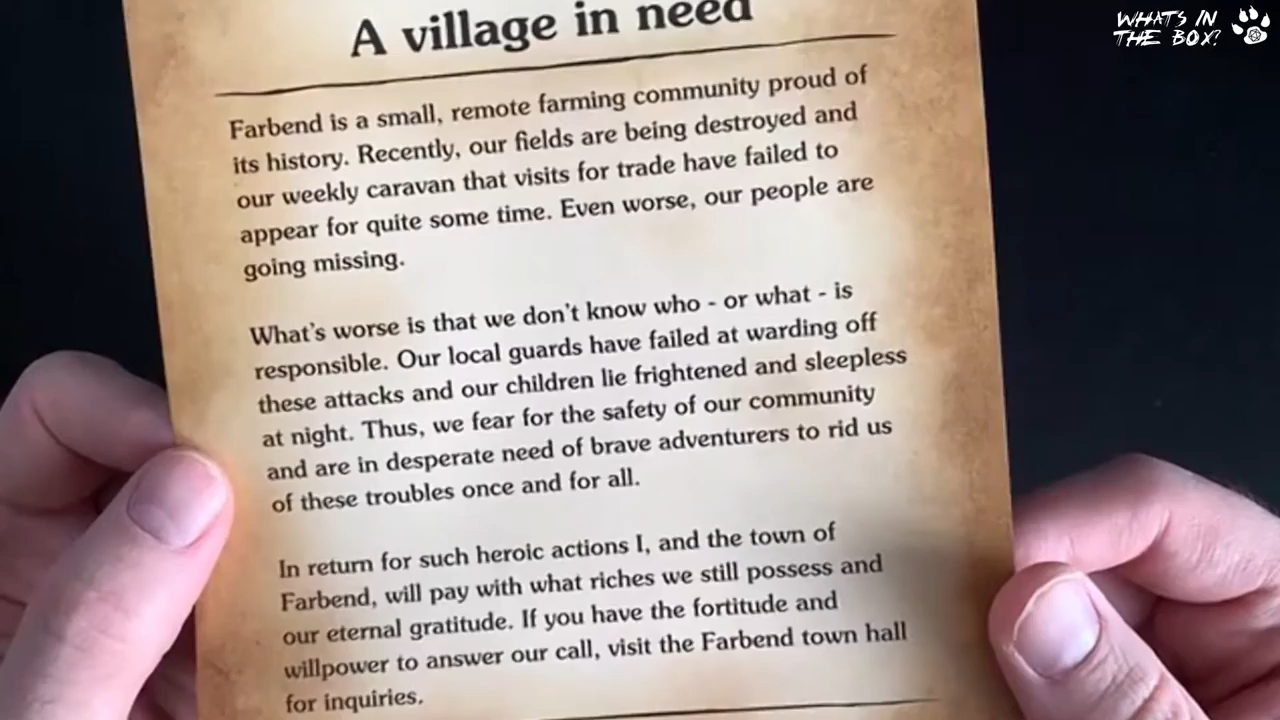 WHATS IN
THE BOX?
A village in need
Farbend is a small, remote farming community proud of
its history. Recently, our fields are being destroyed and
our weekly caravan that visits for trade have failed to
appear for quite some time. Even worse, our people are
going missing.
What's worse is that we don't know who - or what - is
responsible. Our local guards have failed at warding off
these attacks and our children lie frightened and sleepless
at night. Thus, we fear for the safety of our community
and are in desperate need of brave adventurers to rid us
of these troubles once and for all.
In return for such heroic actions I, and the town of
Farbend, will pay with what riches we still possess and
our eternal gratitude. If you have the fortitude and
willpower to answer our call, visit the Farbend town hall
for inquiries.